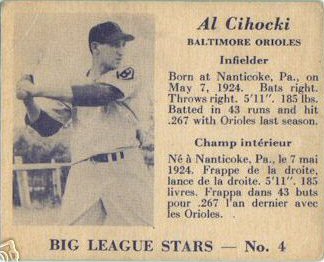 Al Cihocki
BALTIMORE ORIOLES
Infielder
Born at Nanticoke, Pa., on
May 7, 1924. Bats right.
Throws right. 5'11". 185 lbs.
Batted in 43 runs and hit
.267 with Orioles last season.
Champ intérieur
Né à Nanticoke, Pa., le 7 mai
1924. Frappe de la droite,
lance de la droite. 5'11". 185
livres. Frappa dans 43 buts
pour .267 l'an dernier avec
les Orioles.
BIG LEAGUE STARS — No. 4